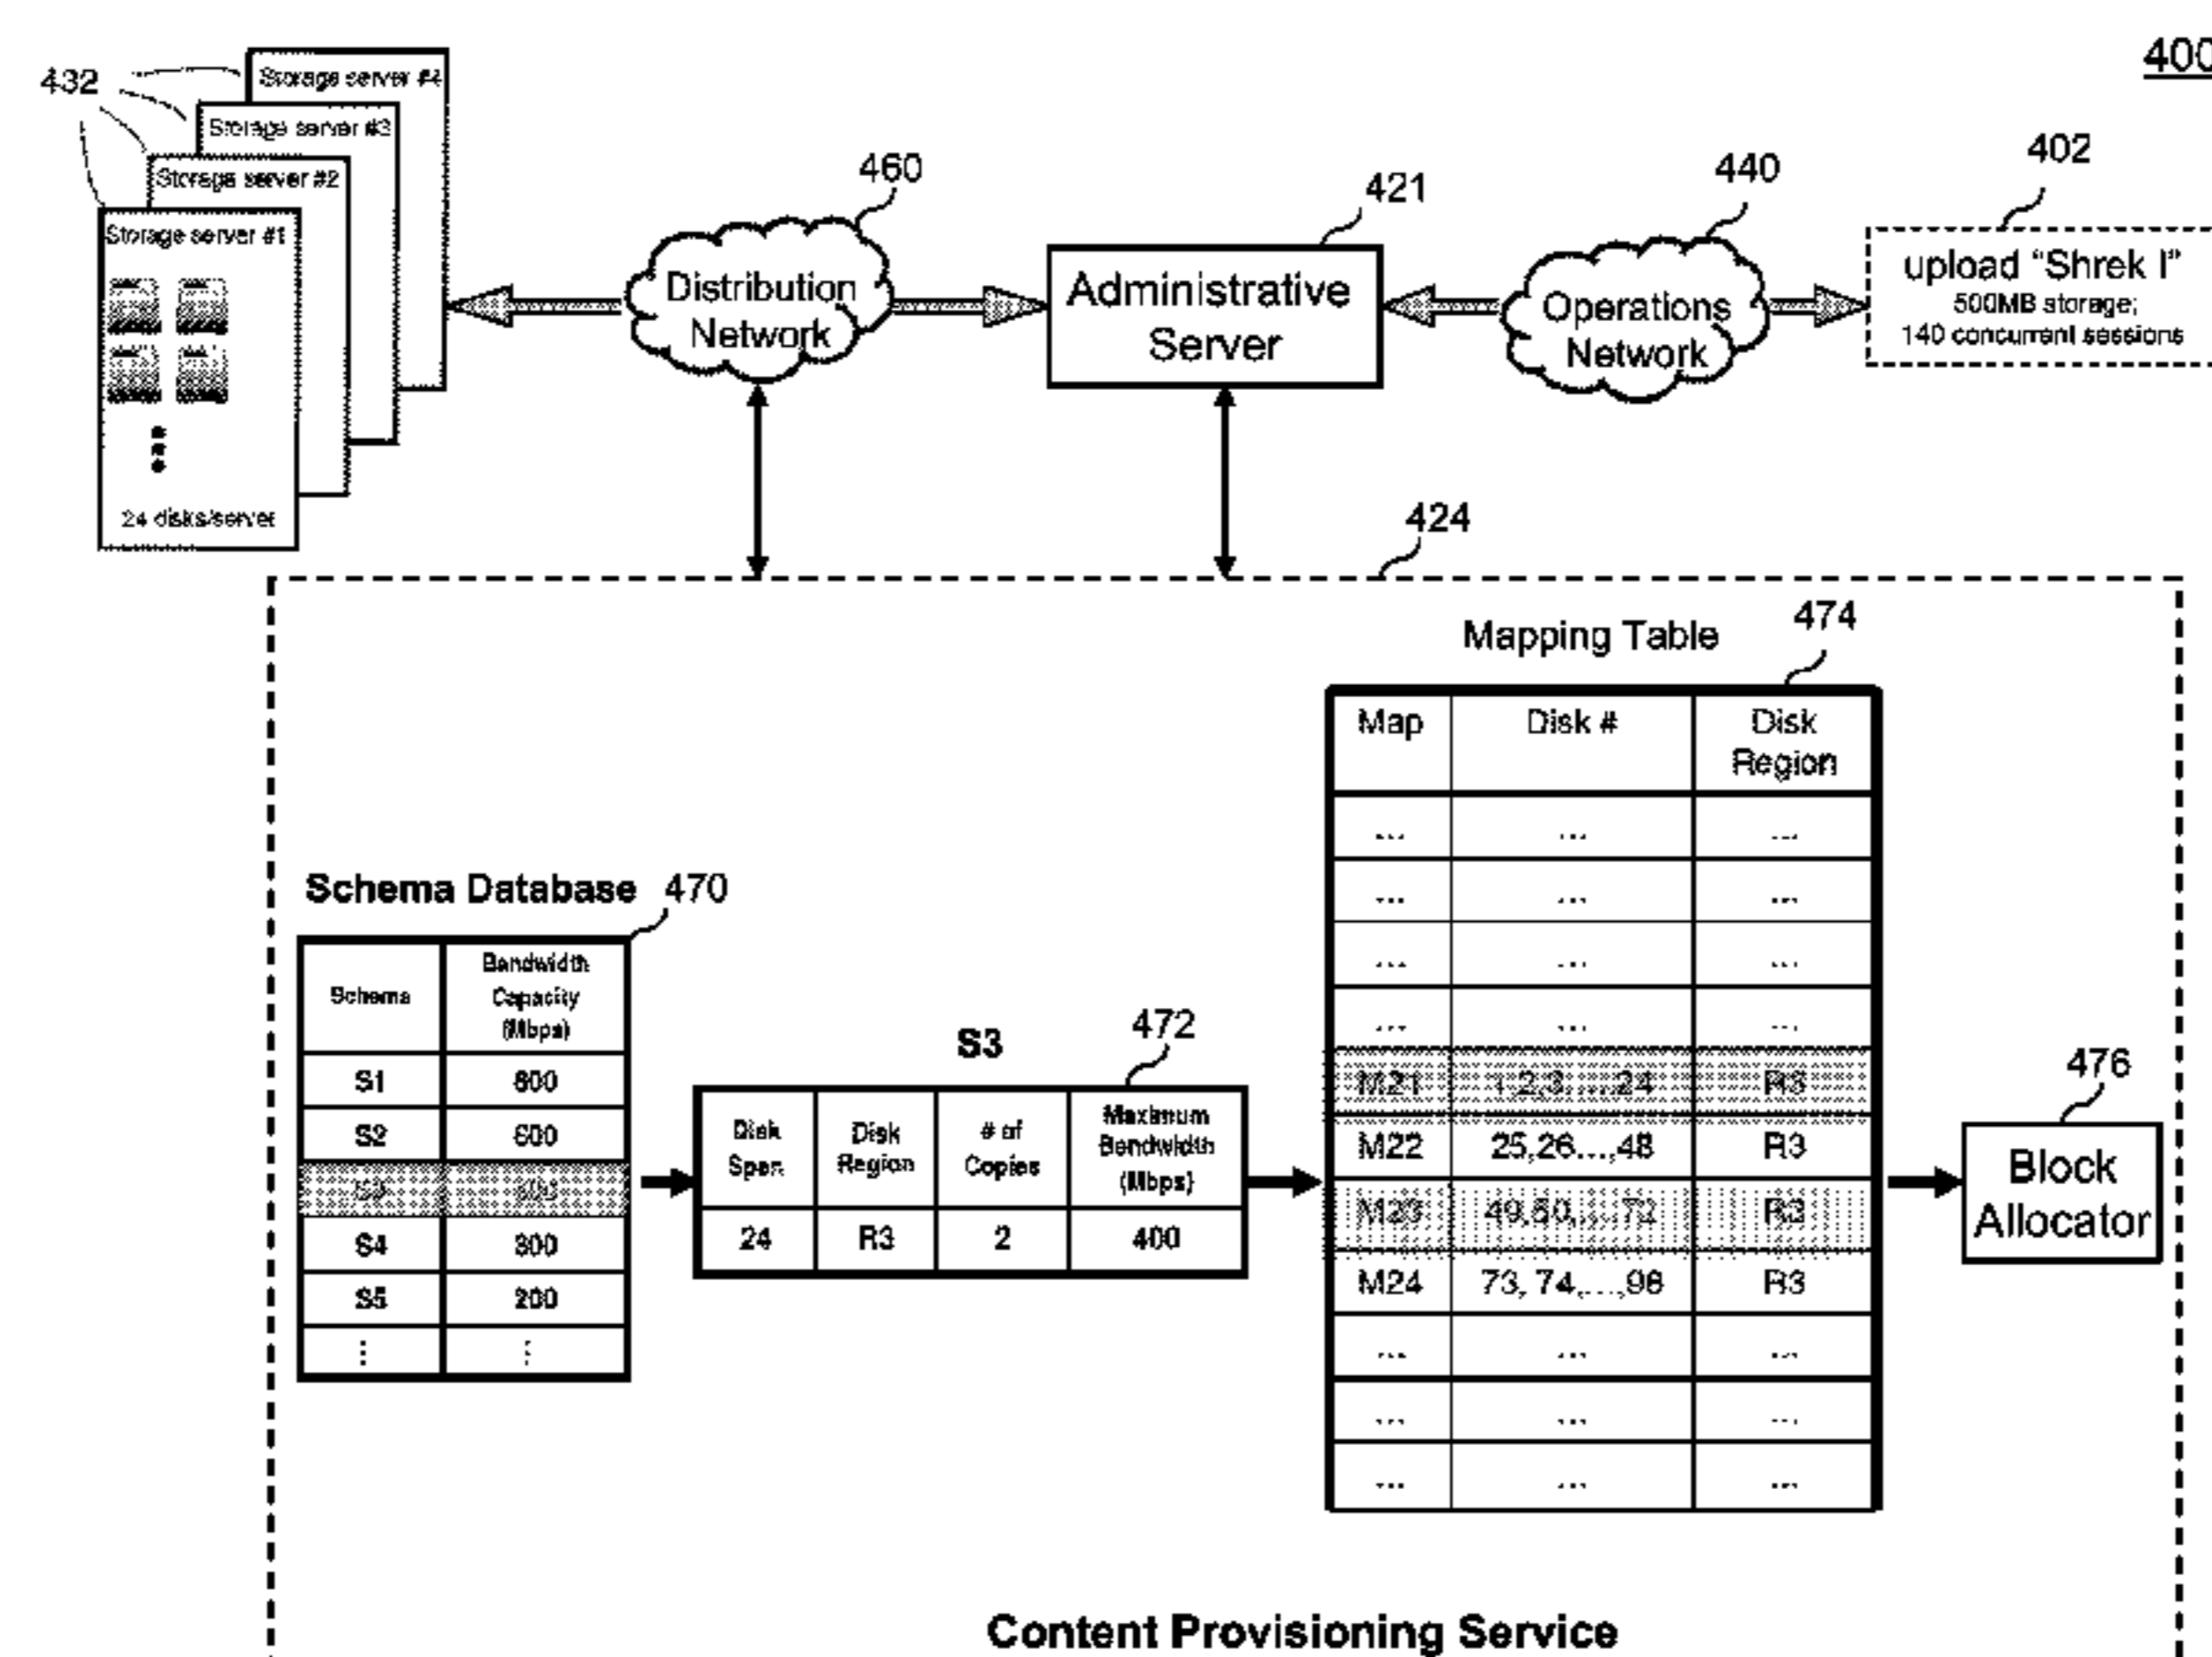 400
432
Storage server #4
Storage server #3
Storage server #2
Storage server #1
24 disks/server
460
Distribution
Network
421
Administrative
Server
440
Operations
Network
402
upload "Shrek I"
500MB storage;
140 concurrent sessions
424
Mapping Table
474
Map Disk # Disk
Region
... ... ...
... ... ...
... ... ...
... ... ...
M21 1,2,3,...,24 R3
M22 25,26...,48 R3
M23 49,50,...,72 R3
M24 73, 74,...,96 R3
... ... ...
... ... ...
... ... ...
Schema Database 470
Schema Bandwidth
Capacity
(Mbps)
S1
S2 600
S3
S4 300
S5 200
⋮ ⋮
S3
472
Disk
Span
Disk
Region
# of
Copies
Maximum
Bandwidth
(Mbps)
24 R3 2 400
476
Block
Allocator
Content Provisioning Service